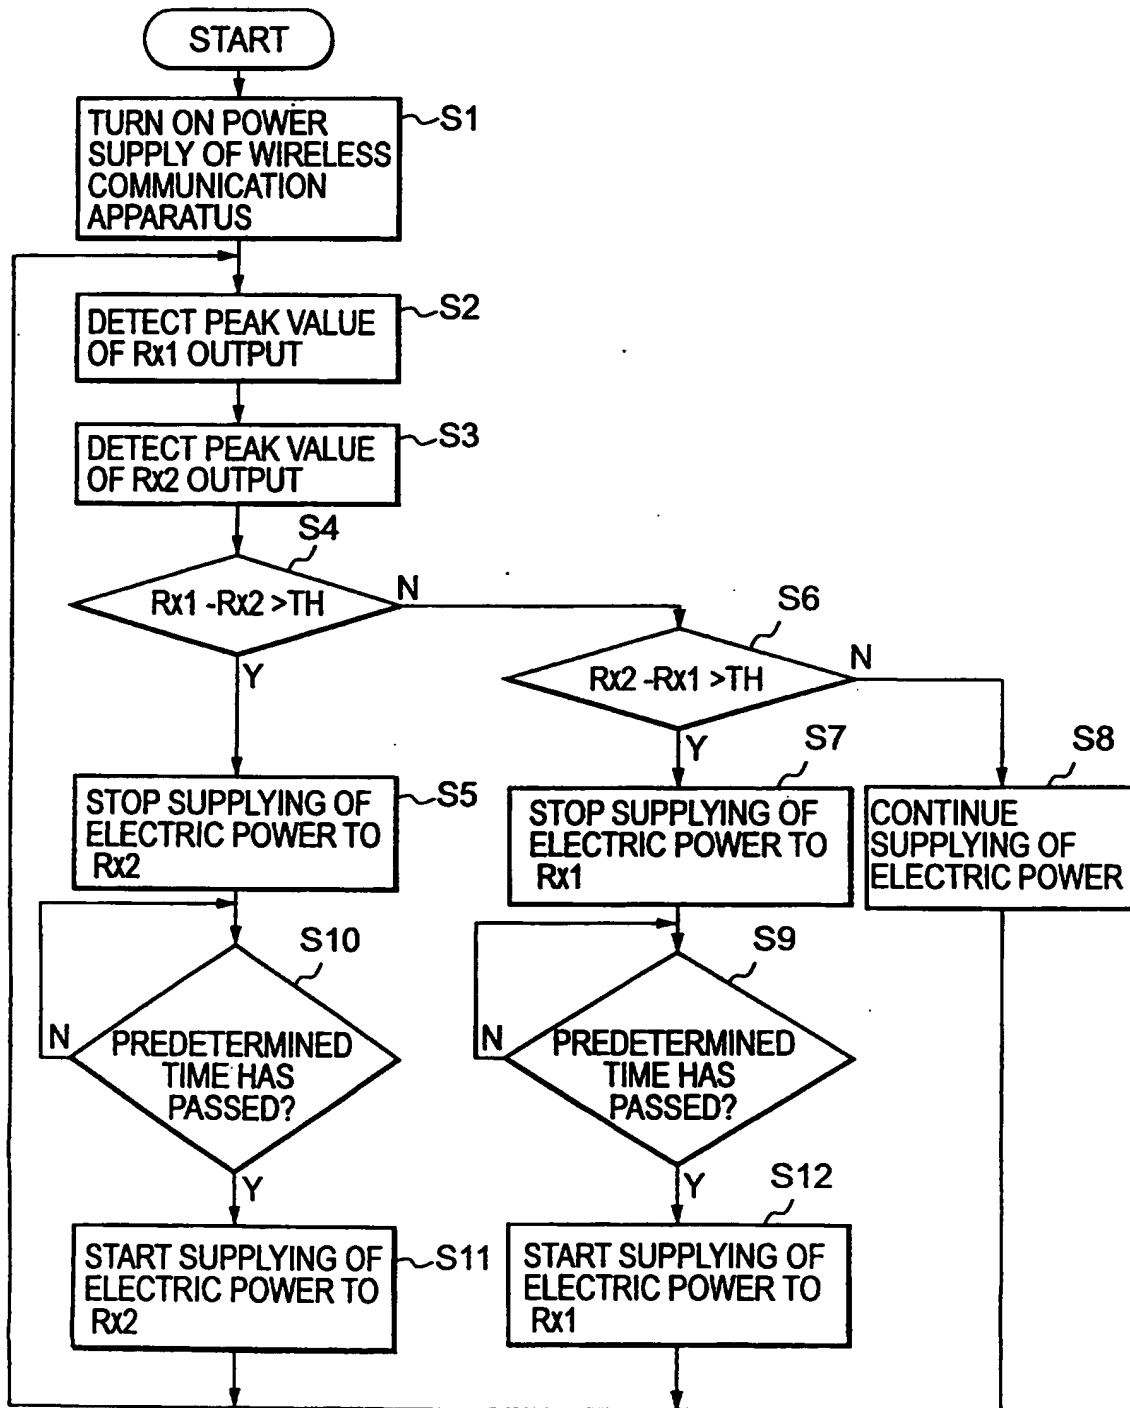 START
TURN ON POWER
SUPPLY OF WIRELESS
COMMUNICATION
APPARATUS
S1
DETECT PEAK VALUE
OF Rx1 OUTPUT
S2
DETECT PEAK VALUE
OF Rx2 OUTPUT
S3
S4
Rx1 -Rx2 >TH
N
Y
S6
Rx2 -Rx1 >TH
N
Y
STOP SUPPLYING OF
ELECTRIC POWER TO
Rx2
S5
S7
STOP SUPPLYING OF
ELECTRIC POWER TO
Rx1
S8
CONTINUE
SUPPLYING OF
ELECTRIC POWER
S10
PREDETERMINED
TIME HAS
PASSED?
N
Y
S9
PREDETERMINED
TIME HAS
PASSED?
N
Y
START SUPPLYING OF
ELECTRIC POWER TO
Rx2
S11
S12
START SUPPLYING OF
ELECTRIC POWER TO
Rx1